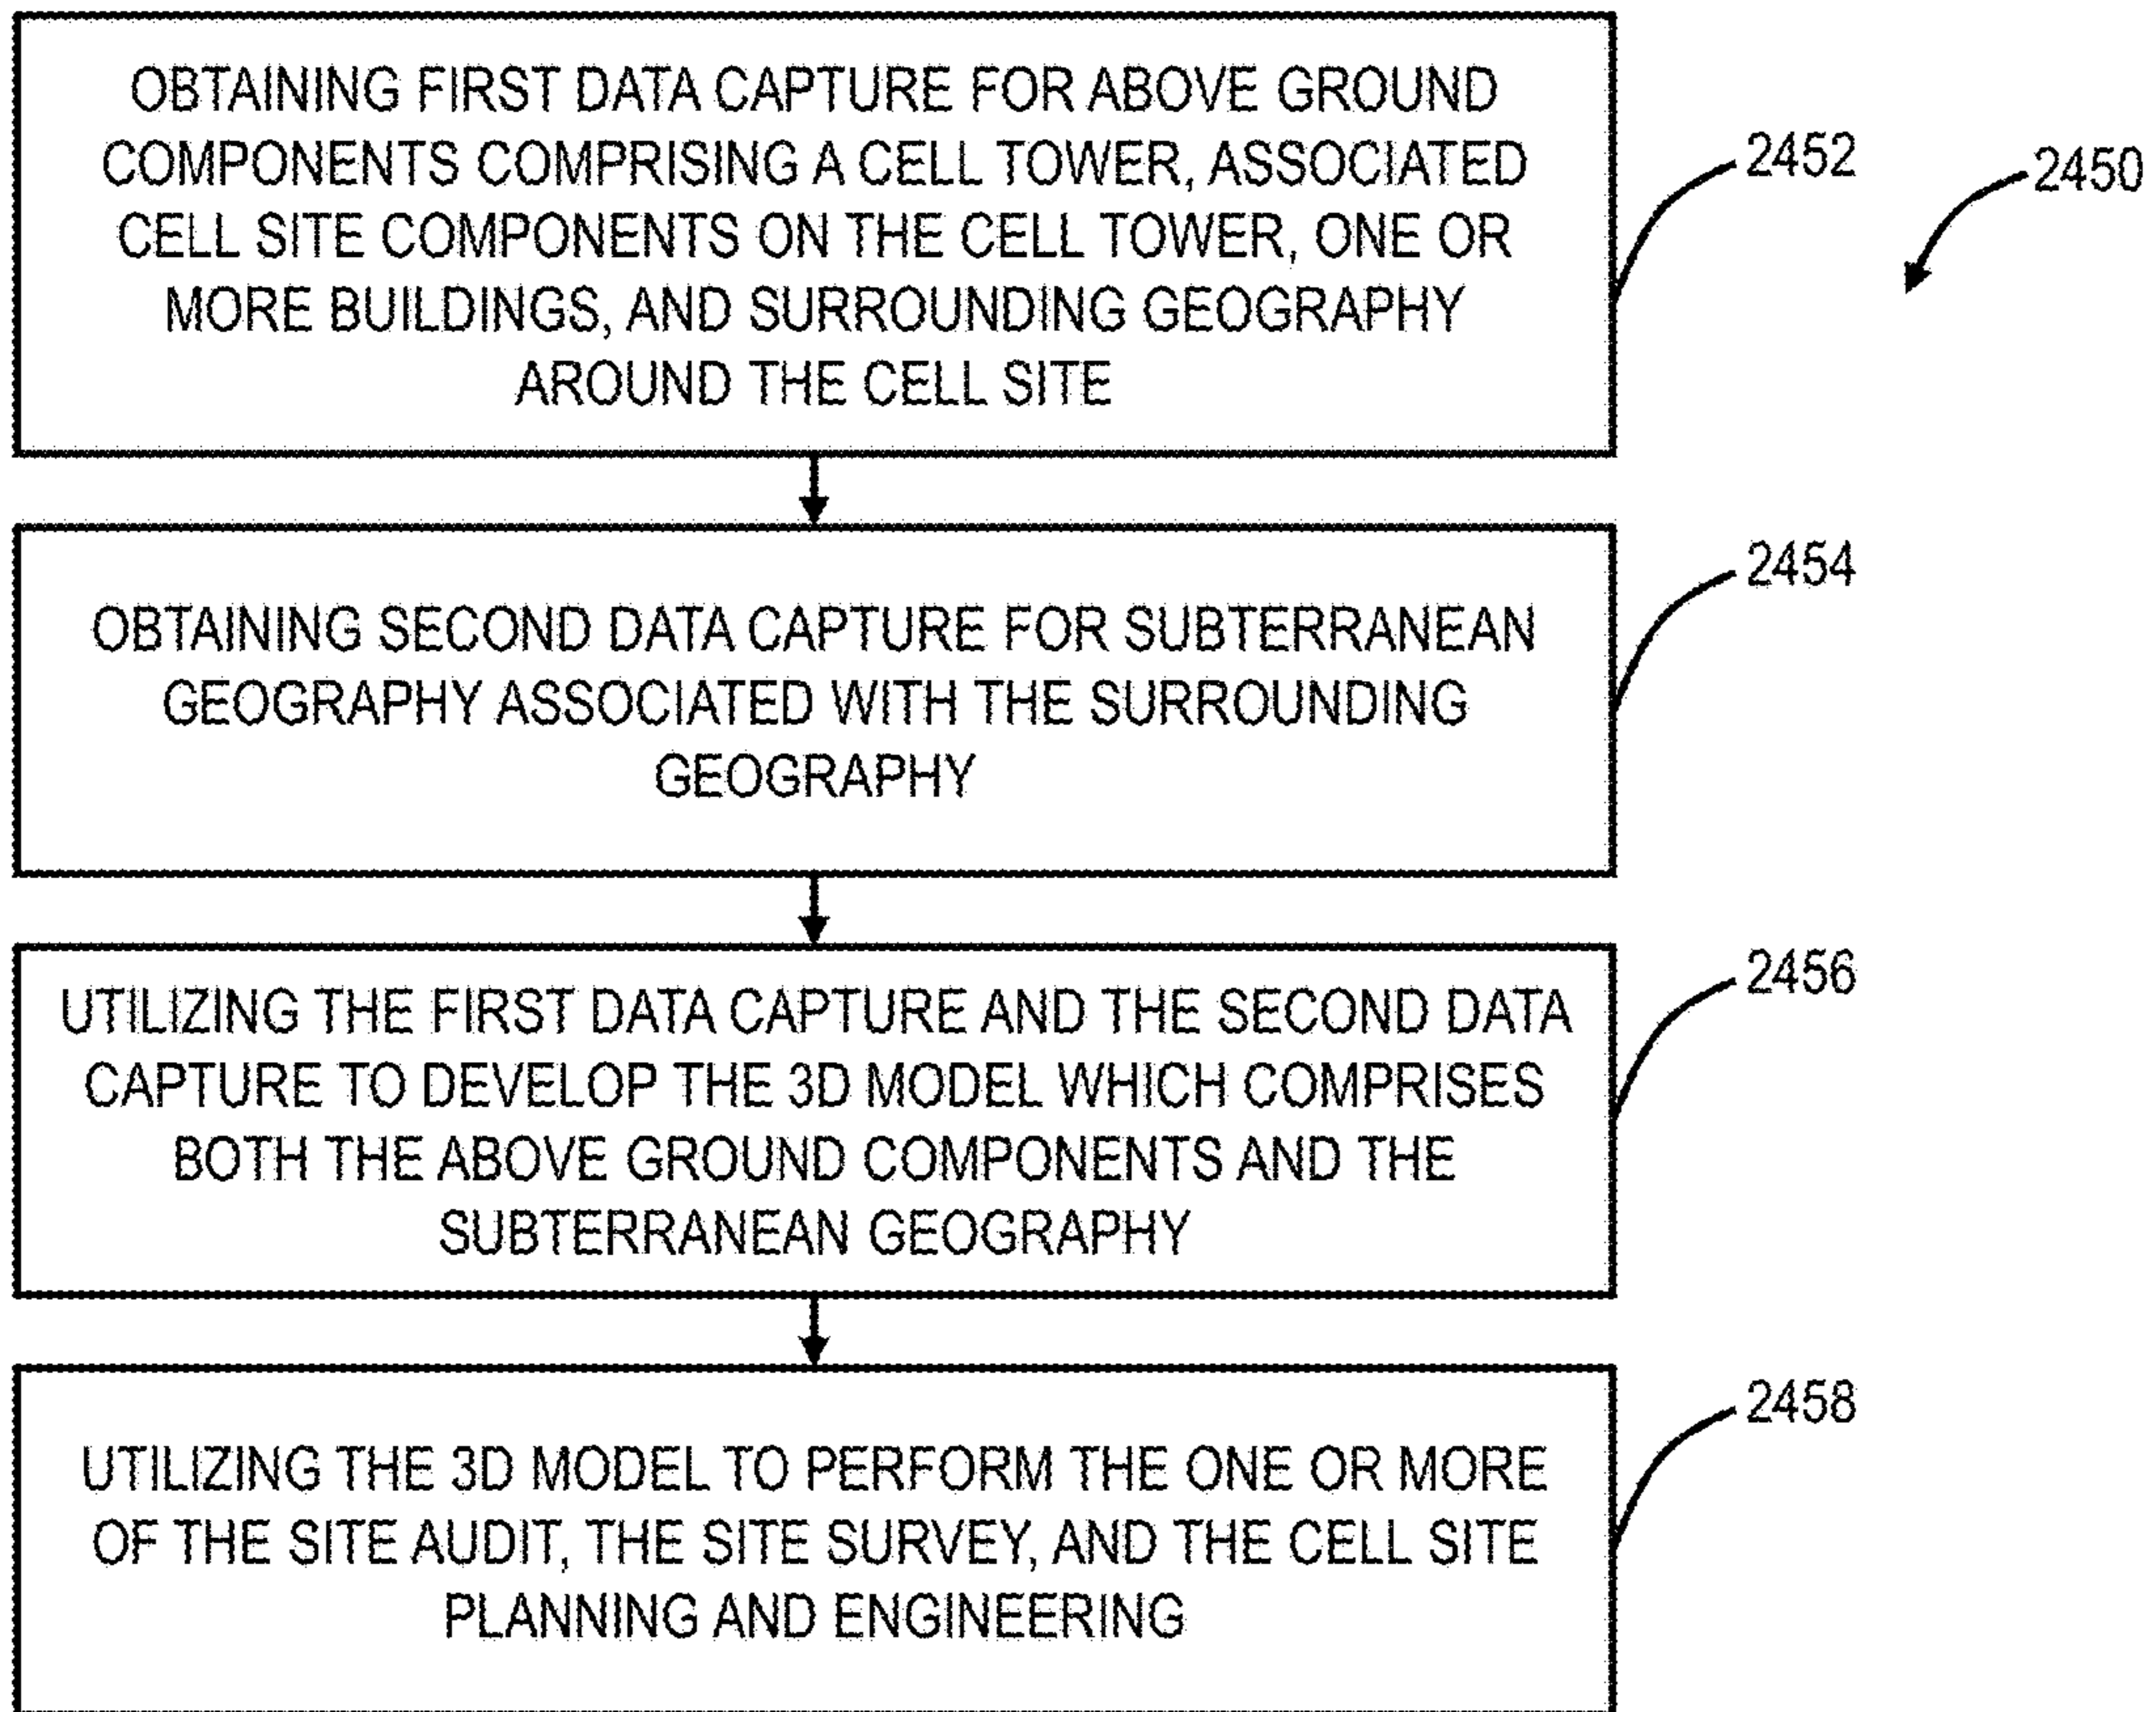 OBTAINING FIRST DATA CAPTURE FOR ABOVE GROUND
COMPONENTS COMPRISING A CELL TOWER, ASSOCIATED
CELL SITE COMPONENTS ON THE CELL TOWER, ONE OR
MORE BUILDINGS, AND SURROUNDING GEOGRAPHY
AROUND THE CELL SITE
2452
2450
OBTAINING SECOND DATA CAPTURE FOR SUBTERRANEAN
GEOGRAPHY ASSOCIATED WITH THE SURROUNDING
GEOGRAPHY
2454
UTILIZING THE FIRST DATA CAPTURE AND THE SECOND DATA
CAPTURE TO DEVELOP THE 3D MODEL WHICH COMPRISES
BOTH THE ABOVE GROUND COMPONENTS AND THE
SUBTERRANEAN GEOGRAPHY
2456
UTILIZING THE 3D MODEL TO PERFORM THE ONE OR MORE
OF THE SITE AUDIT, THE SITE SURVEY, AND THE CELL SITE
PLANNING AND ENGINEERING
2458